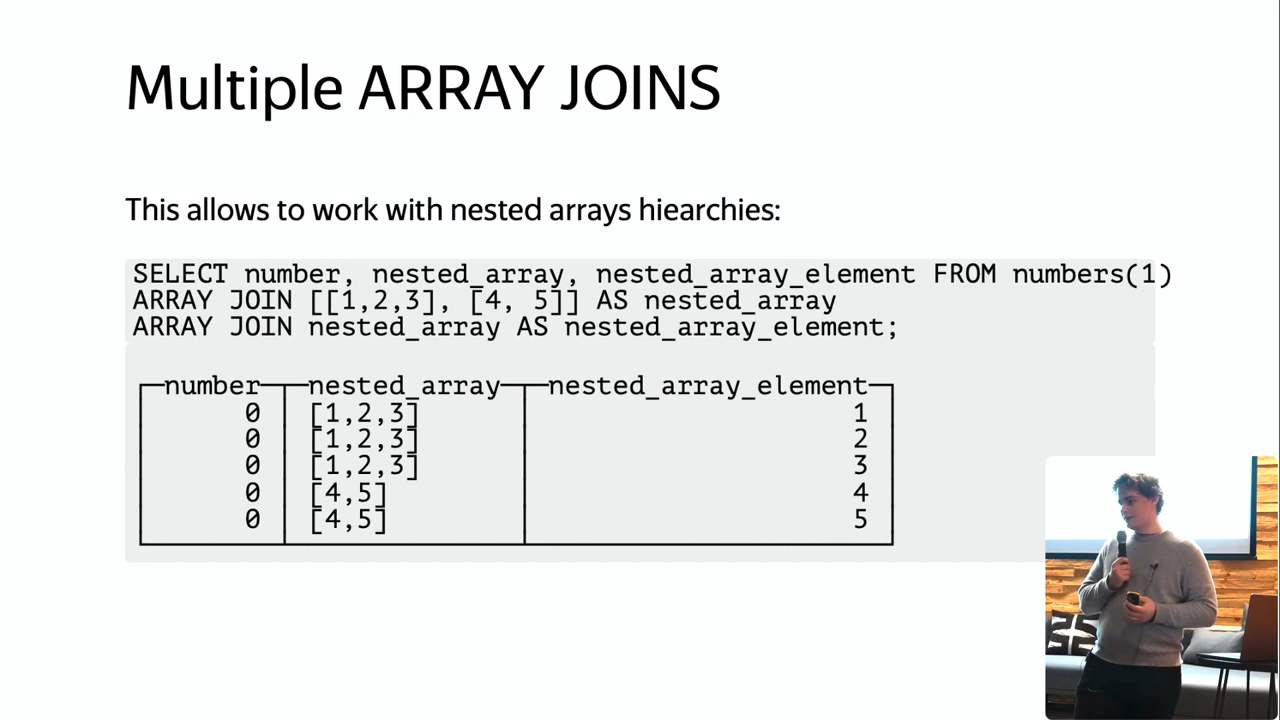 Multiple ARRAY JOINS
This allows to work with nested arrays hiearchies:
SELECT number, nested_array, nested_array_element FROM numbers(1)
ARRAY JOIN [[1,2,3], [4, 5]] AS nested_array
ARRAY JOIN nested_array AS nested_array_element;
┌─number─┬─nested_array─┬─nested_array_element─┐
│ 0 │ [1,2,3] │ 1 │
│ 0 │ [1,2,3] │ 2 │
│ 0 │ [1,2,3] │ 3 │
│ 0 │ [4,5] │ 4 │
│ 0 │ [4,5] │ 5 │